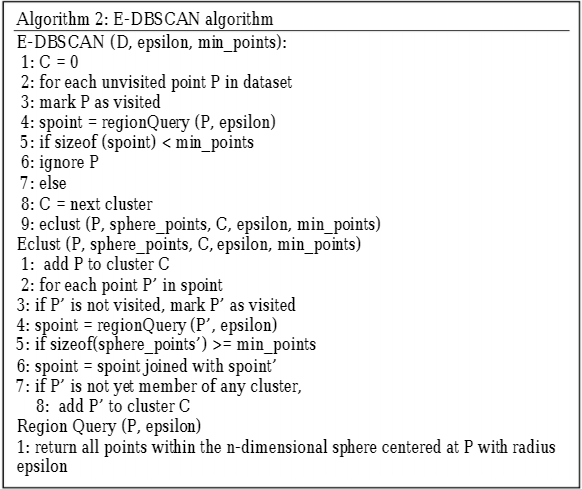 Algorithm 2: E-DBSCAN algorithm
E-DBSCAN (D, epsilon, min_points):
1: C = 0
2: for each unvisited point P in dataset
3: mark P as visited
4: spoint = regionQuery (P, epsilon)
5: if sizeof (spoint) < min_points
6: ignore P
7: else
8: C = next cluster
9: eclust (P, sphere_points, C, epsilon, min_points)
Eclust (P, sphere_points, C, epsilon, min_points)
1: add P to cluster C
2: for each point P’ in spoint
3: if P’ is not visited, mark P’ as visited
4: spoint = regionQuery (P’, epsilon)
5: if sizeof(sphere_points’) >= min_points
6: spoint = spoint joined with spoint’
7: if P’ is not yet member of any cluster,
8: add P’ to cluster C
Region Query (P, epsilon)
1: return all points within the n-dimensional sphere centered at P with radius
epsilon